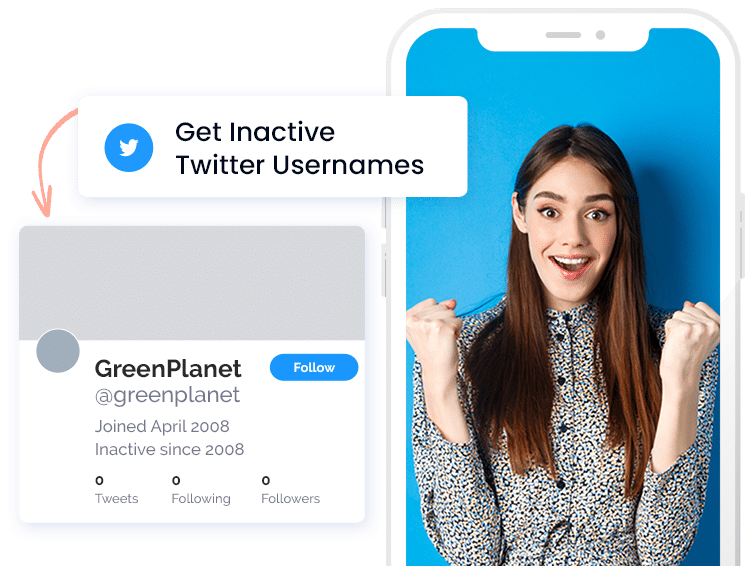 Get Inactive
Twitter Usernames
GreenPlanet
Follow
@greenplanet
Joined April 2008
Inactive since 2008
0 0 0
Tweets Following Followers